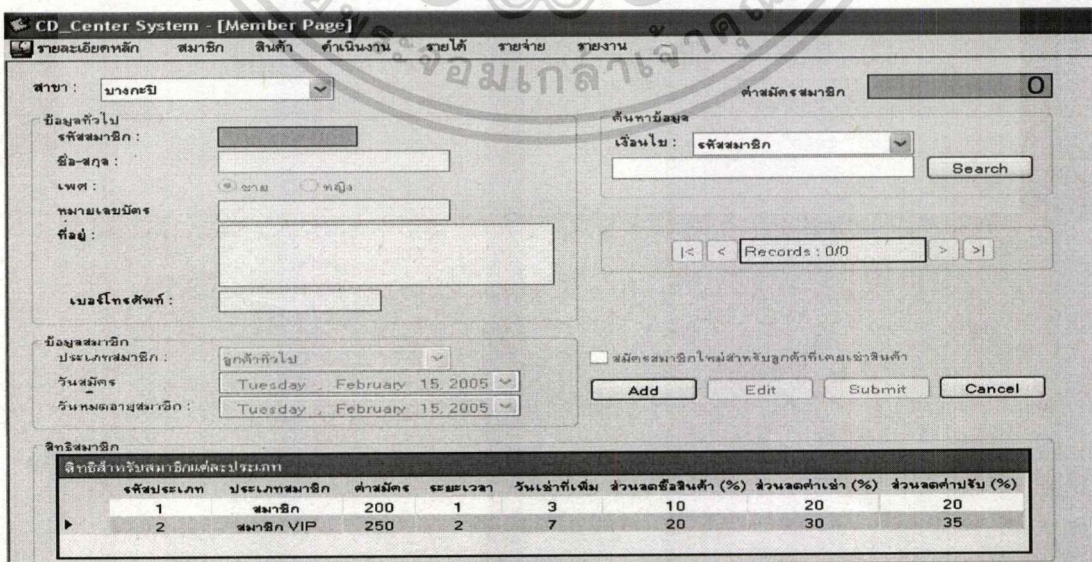 CD_Center System - [Member Page]
รายละเอียดหลัก สมาชิก สินค้า ดำเนินงาน รายได้ รายจ่าย รายงาน
พระจอมเกล้าเจ้าคุณ
สาขา : บางกะปิ
ค่าสมัครสมาชิก 0
ข้อมูลทั่วไป
รหัสสมาชิก :
ชื่อ-สกุล :
เพศ : ชาย หญิง
หมายเลขบัตร
ที่อยู่ :
เบอร์โทรศัพท์ :
ค้นหาข้อมูล
เงื่อนไข : รหัสสมาชิก
Search
|< < Records : 0/0 > >|
ข้อมูลสมาชิก
ประเภทสมาชิก : ลูกค้าทั่วไป
วันสมัคร Tuesday , February 15, 2005
วันหมดอายุสมาชิก : Tuesday , February 15, 2005
สมัครสมาชิกใหม่สำหรับลูกค้าที่เคยเช่าสินค้า
Add Edit Submit Cancel
สิทธิสมาชิก
สิทธิสำหรับสมาชิกแต่ละประเภท
รหัสประเภท ประเภทสมาชิก ค่าสมัคร ระยะเวลา วันเช่าที่เพิ่ม ส่วนลดซื้อสินค้า (%) ส่วนลดค่าเช่า (%) ส่วนลดค่าปรับ (%)
1 สมาชิก 200 1 3 10 20 20
2 สมาชิก VIP 250 2 7 20 30 35